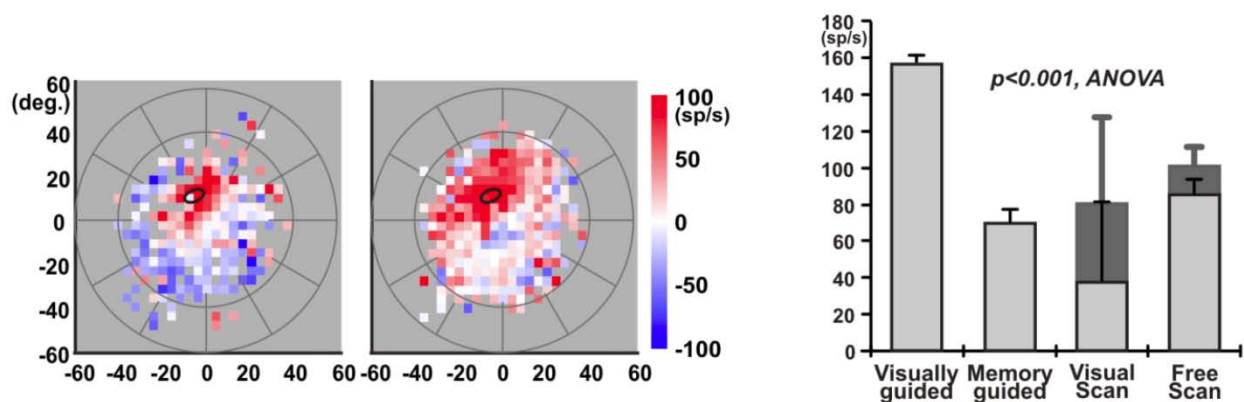 60
(deg.)
40
20
0
-20
-40
-60
-60 -40 -20 0 20 40 60
-60 -40 -20 0 20 40 60
100
(sp/s)
50
0
-50
-100
180
(sp/s)
160
140
120
100
80
60
40
20
0
p<0.001, ANOVA
Visually guided
Memory guided
Visual Scan
Free Scan